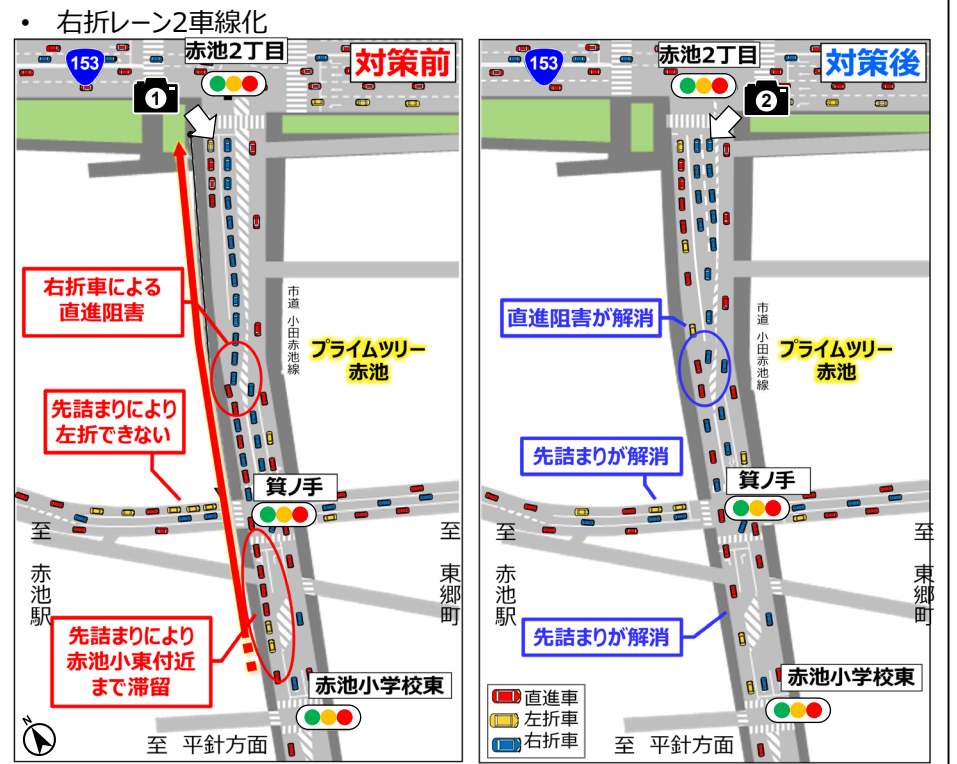 • 右折レーン2車線化
赤池2丁目
153
対策前
1
右折車による
直進阻害
市道 小田赤池線
プライムツリー
赤池
先詰まりにより
左折できない
箕ノ手
至 赤池駅
至 東郷町
先詰まりにより
赤池小東付近
まで滞留
赤池小学校東
N
至 平針方面
赤池2丁目
153
対策後
2
直進阻害が解消
市道 小田赤池線
プライムツリー
赤池
先詰まりが解消
箕ノ手
至 赤池駅
至 東郷町
先詰まりが解消
赤池小学校東
直進車
左折車
右折車
至 平針方面